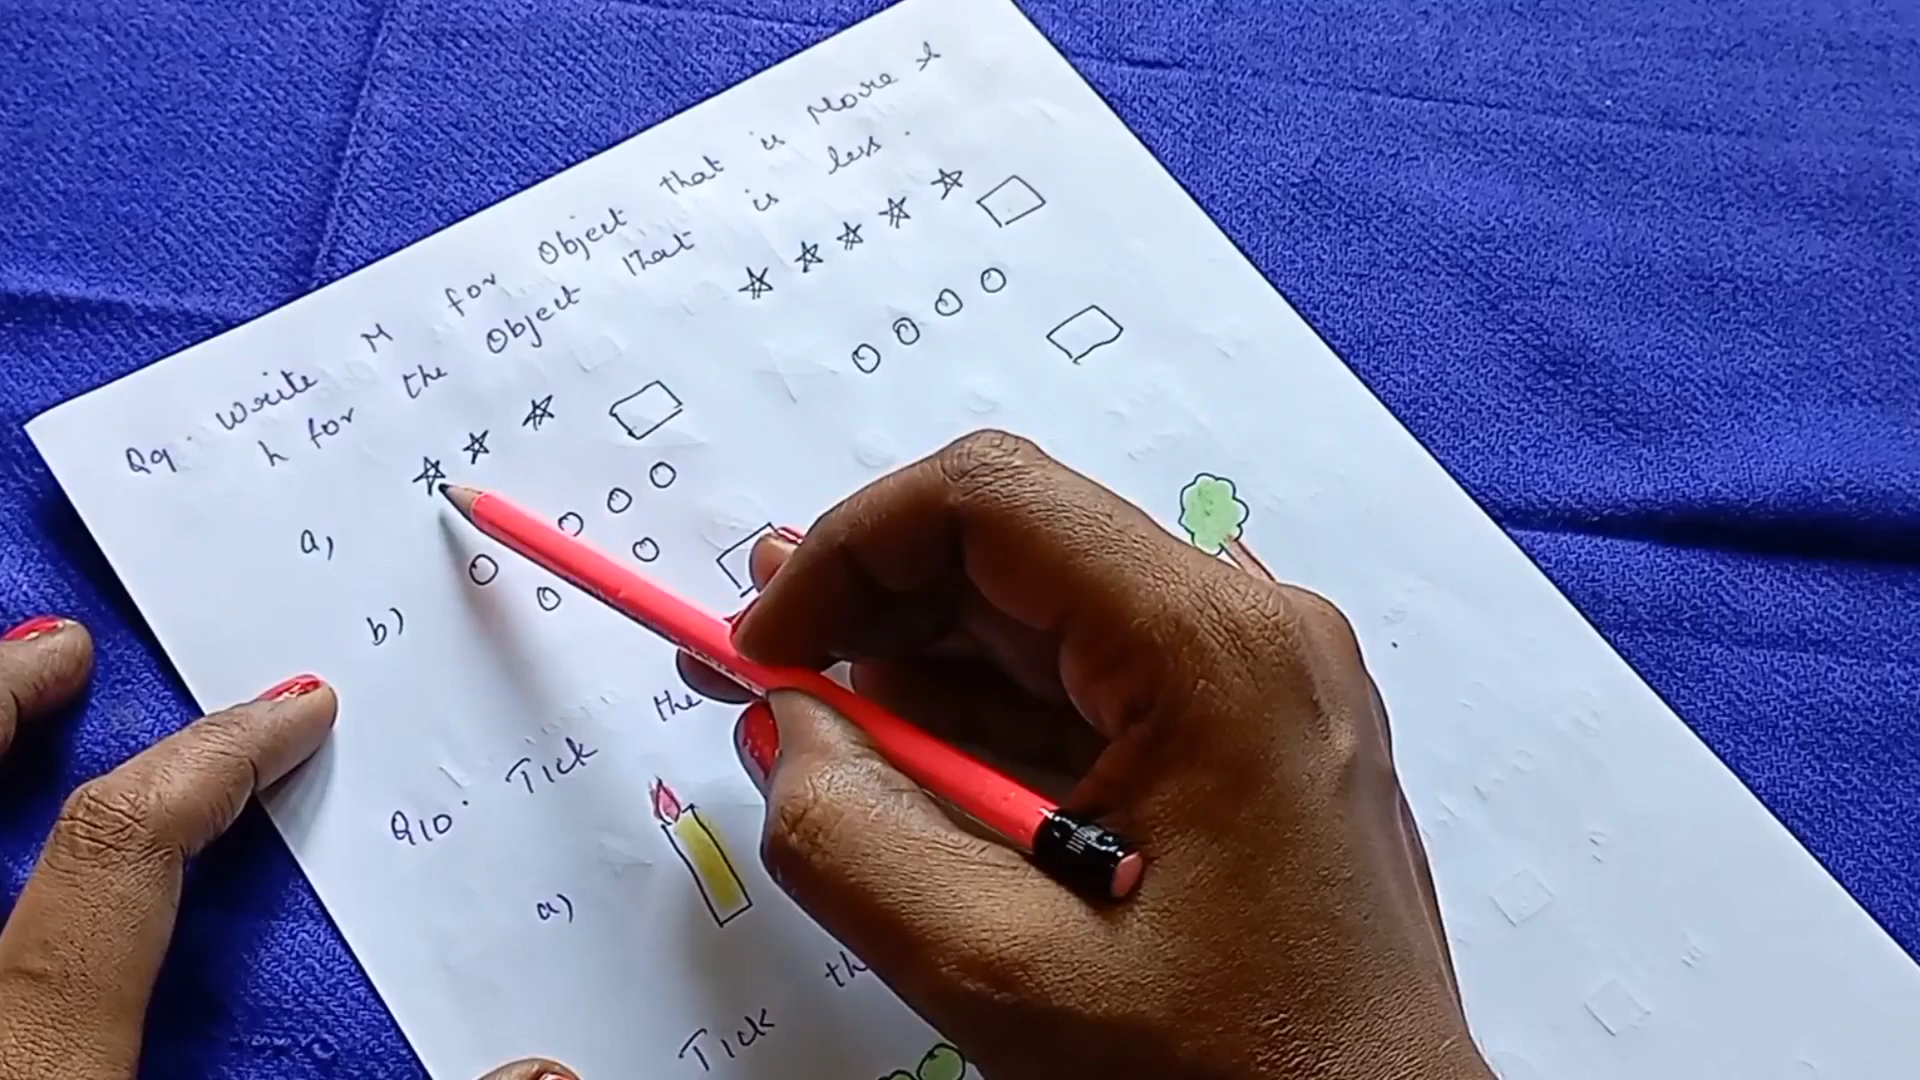 Q9. Write M for Object that is More &
L for the Object that is less.
a)
b)
Q10. Tick the
a)
Tick th